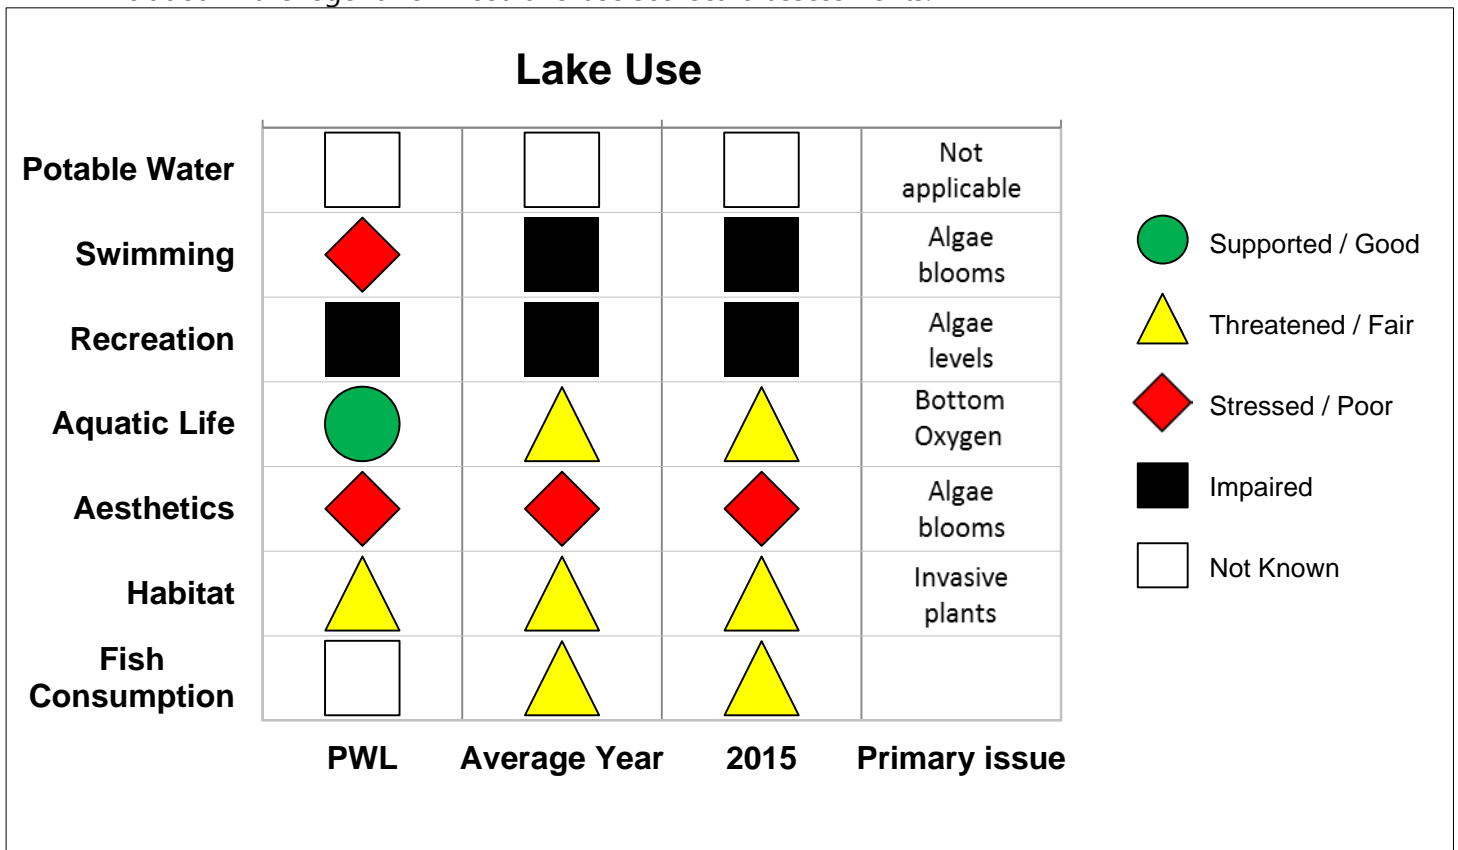 Lake Use
Potable Water
Not
applicable
Swimming
Algae
blooms
Recreation
Algae
levels
Aquatic Life
Bottom
Oxygen
Aesthetics
Algae
blooms
Habitat
Invasive
plants
Fish
Consumption
PWL Average Year 2015 Primary issue
Supported / Good
Threatened / Fair
Stressed / Poor
Impaired
Not Known